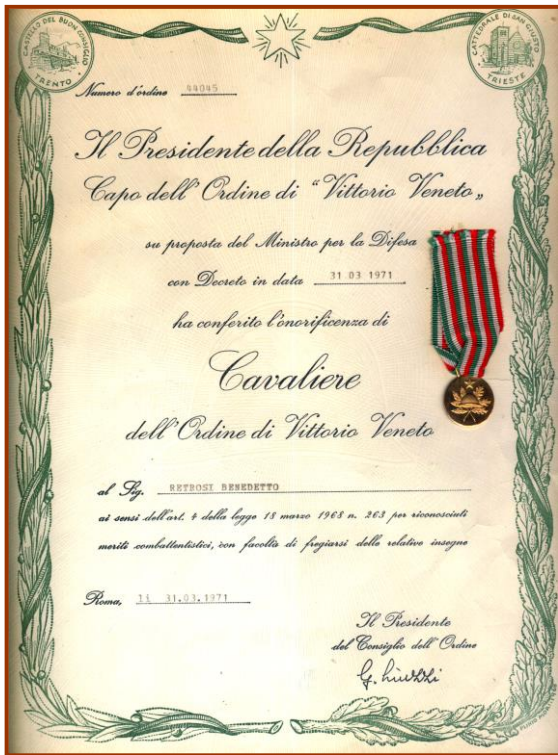 CASTELLO DEL BUON CONSIGLIO
TRENTO
CATTEDRALE DI SAN GIUSTO
TRIESTE
Numero d'ordine 44045
Il Presidente della Repubblica
Capo dell'Ordine di "Vittorio Veneto"
su proposta del Ministro per la Difesa
con Decreto in data 31 03 1971
ha conferito l'onorificenza di
Cavaliere
dell'Ordine di Vittorio Veneto
al Sig. RETROSI BENEDETTO
ai sensi dell'art. 4 della legge 18 marzo 1968 n. 263 per riconosciuti
meriti combattentistici, con facoltà di fregiarsi delle relative insegne
Roma, lì 31.03.1971
Il Presidente
del Consiglio dell'Ordine